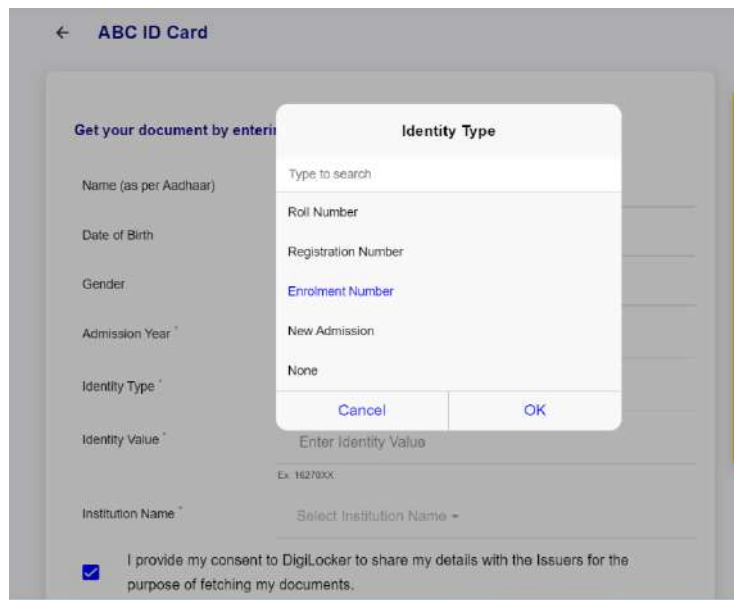 ← ABC ID Card
Get your document by enterin
Identity Type
Type to search
Roll Number
Registration Number
Enrolment Number
New Admission
None
Cancel OK
Name (as per Aadhaar)
Date of Birth
Gender
Admission Year *
Identity Type *
Identity Value *
Enter Identity Value
Ex. 16270XX
Institution Name *
Select Institution Name
I provide my consent to DigiLocker to share my details with the Issuers for the
purpose of fetching my documents.